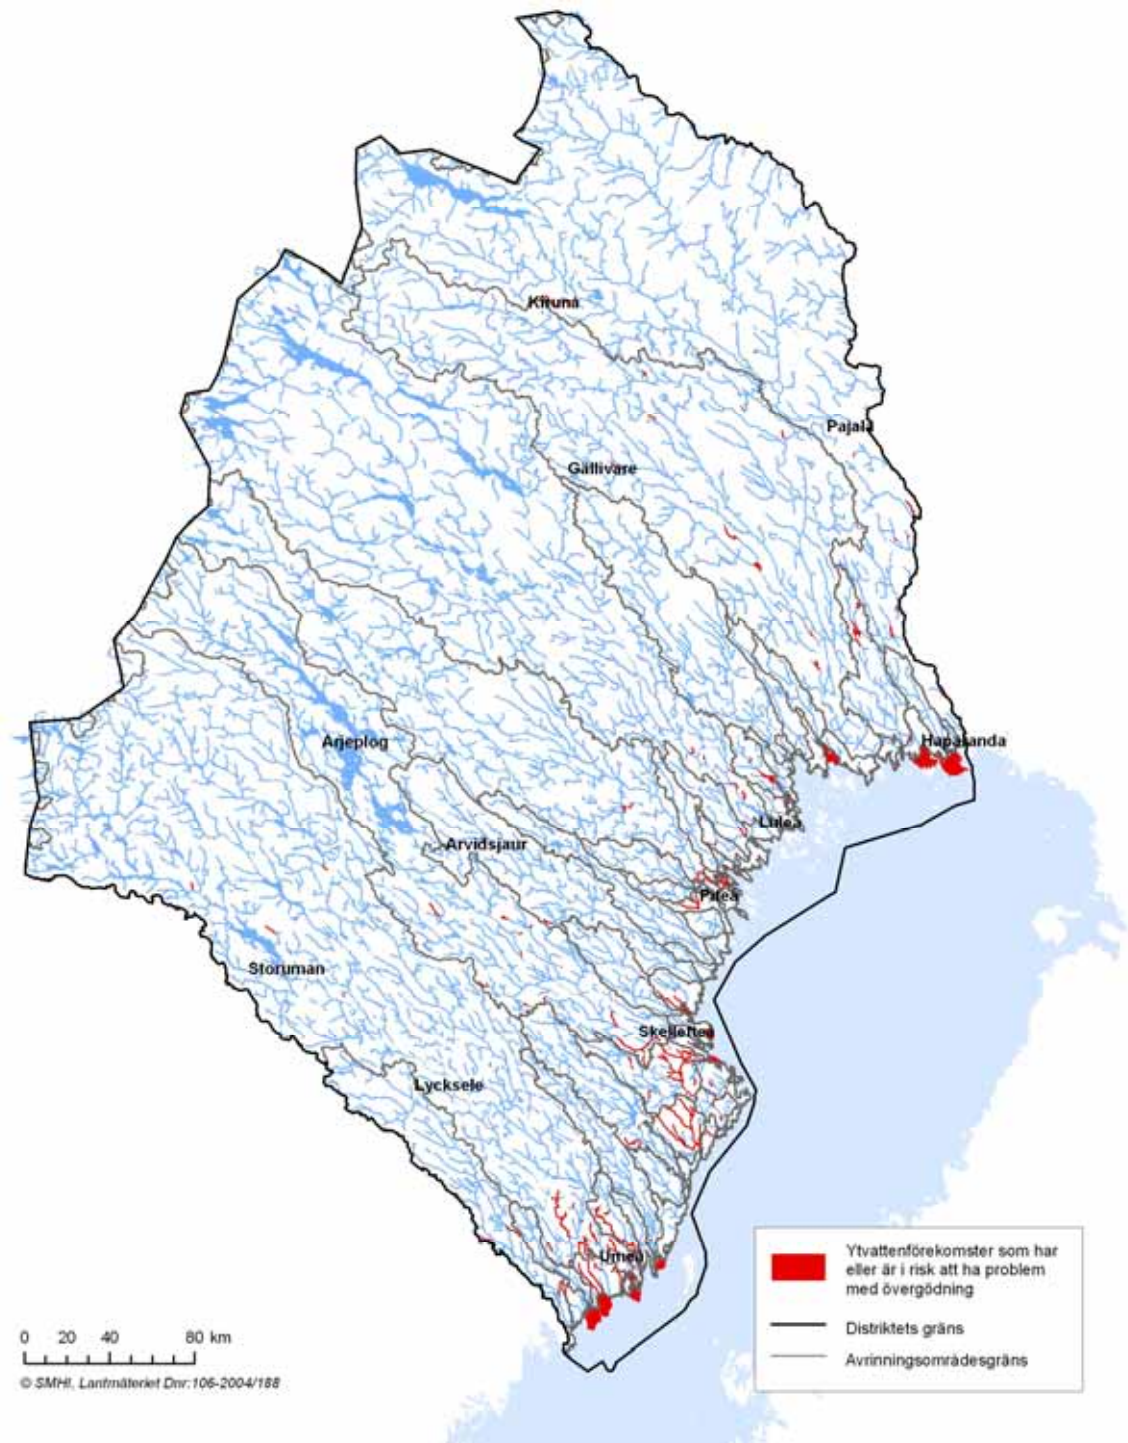 Kiruna
Pajala
Gällivare
Haparanda
Arjeplog
Luleå
Arvidsjaur
Piteå
Storuman
Skellefteå
Lycksele
Umeå
Ytvattenförekomster som har
eller är i risk att ha problem
med övergödning
Distriktets gräns
Avrinningsområdesgräns
0 20 40 80 km
© SMHI, Lantmäteriet Dnr:106-2004/188